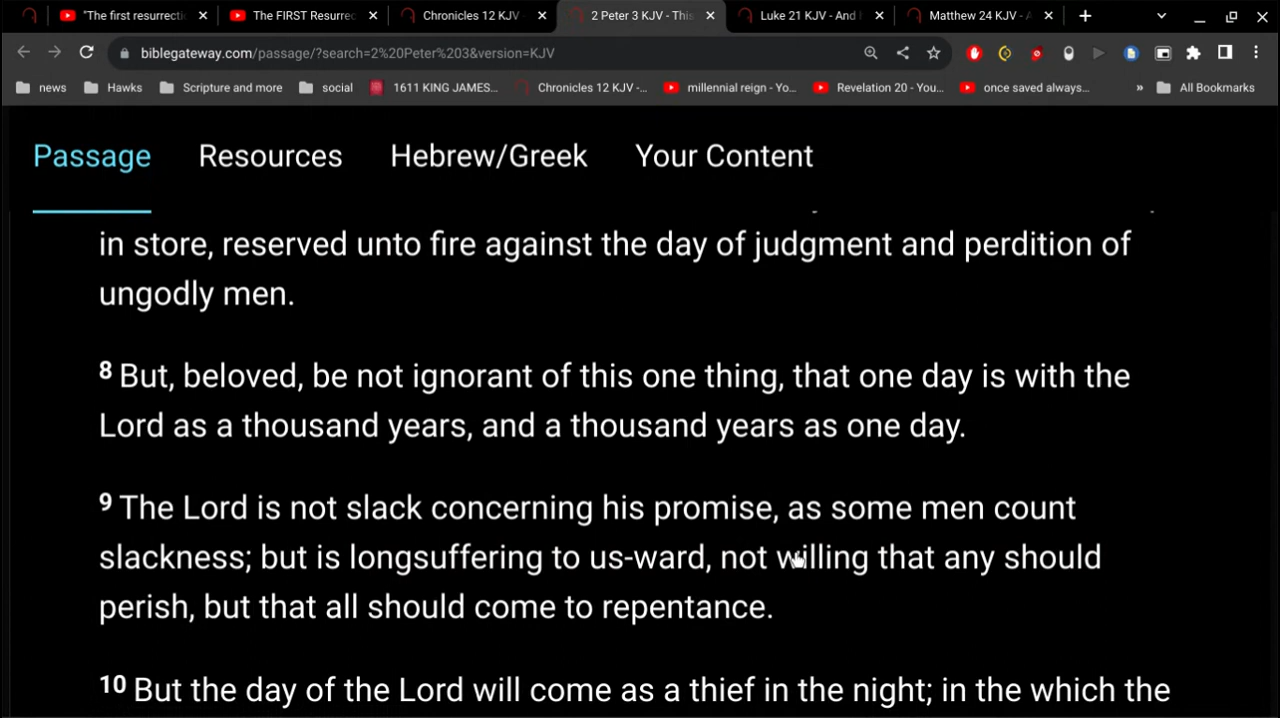 "The first resurrecti
The FIRST Resurrec
Chronicles 12 KJV -
2 Peter 3 KJV - This
Luke 21 KJV - And h
Matthew 24 KJV - A
biblegateway.com/passage/?search=2%20Peter%203&version=KJV
news
Hawks
Scripture and more
social
1611 KING JAMES...
Chronicles 12 KJV -...
millennial reign - Yo...
Revelation 20 - You...
once saved always...
»
All Bookmarks
Passage
Resources
Hebrew/Greek
Your Content
in store, reserved unto fire against the day of judgment and perdition of
ungodly men.
8 But, beloved, be not ignorant of this one thing, that one day is with the
Lord as a thousand years, and a thousand years as one day.
9 The Lord is not slack concerning his promise, as some men count
slackness; but is longsuffering to us-ward, not willing that any should
perish, but that all should come to repentance.
10 But the day of the Lord will come as a thief in the night; in the which the